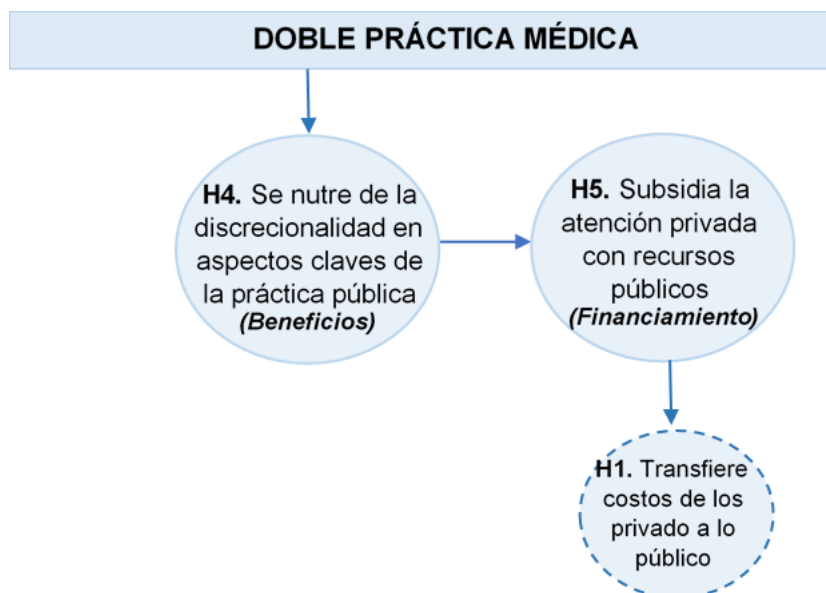 DOBLE PRÁCTICA MÉDICA
H4. Se nutre de la
discrecionalidad en
aspectos claves de
la práctica pública
(Beneficios)
H5. Subsidia la
atención privada
con recursos
públicos
(Financiamiento)
H1. Transfiere
costos de los
privado a lo
público